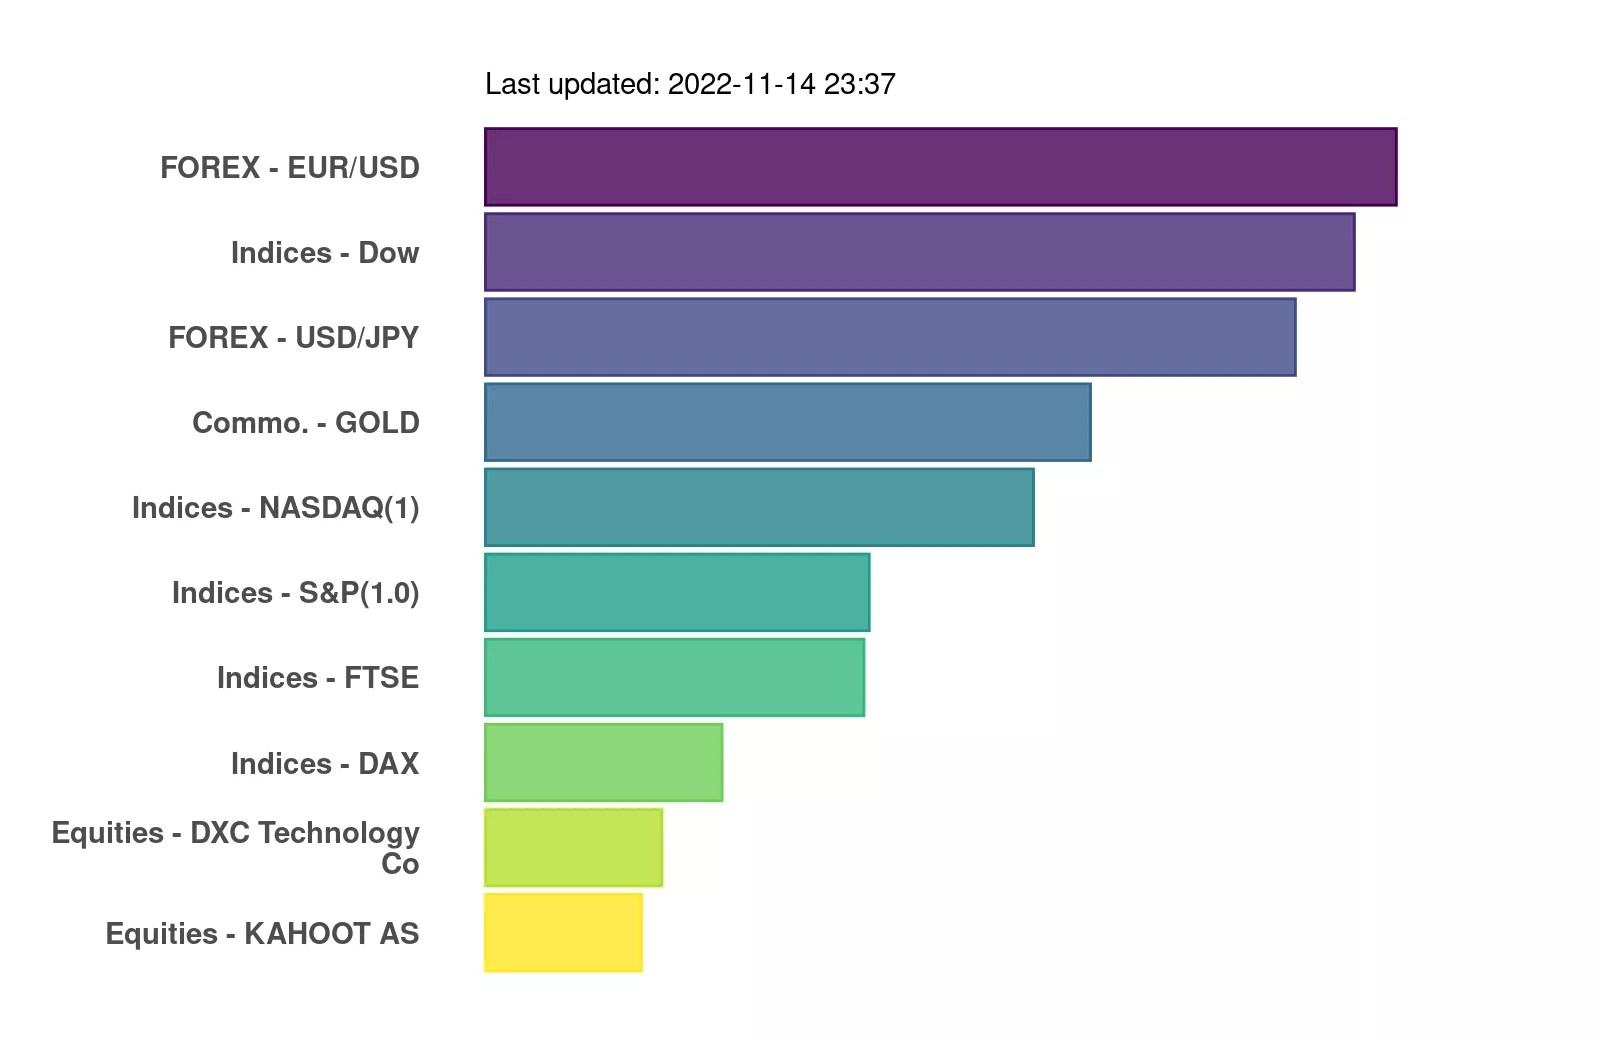 Last updated: 2022-11-14 23:37
FOREX - EUR/USD
Indices - Dow
FOREX - USD/JPY
Commo. - GOLD
Indices - NASDAQ(1)
Indices - S&P(1.0)
Indices - FTSE
Indices - DAX
Equities - DXC Technology
Co
Equities - KAHOOT AS